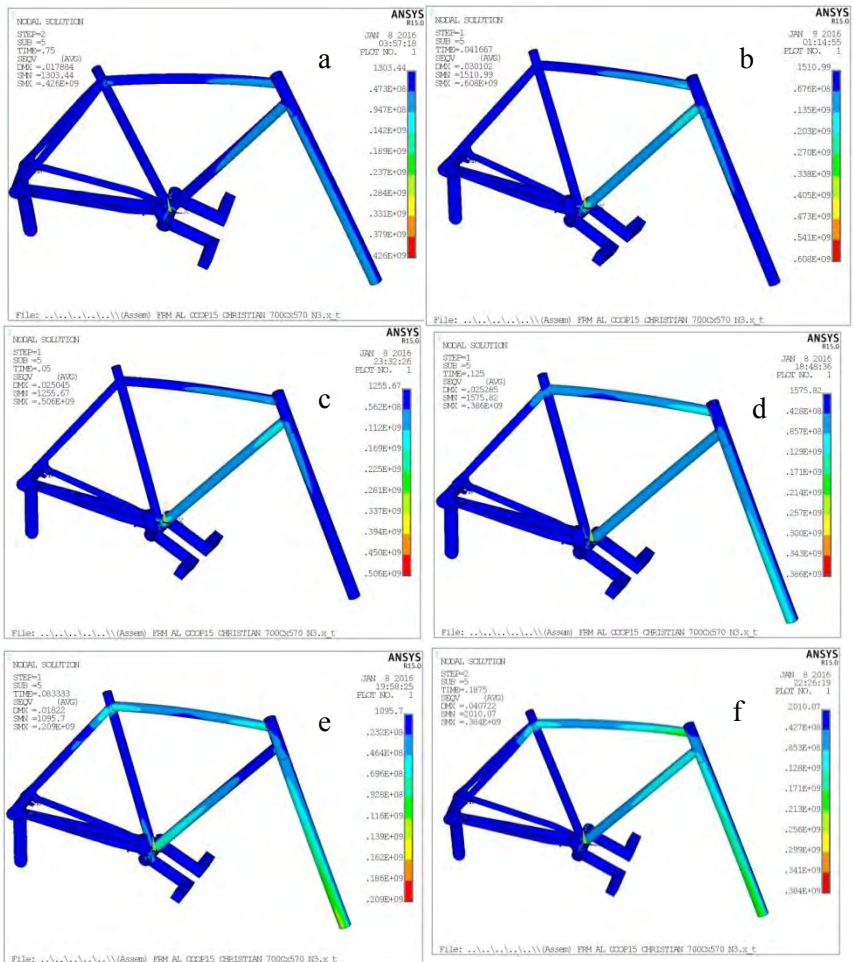 ANSYS
R15.0
NODAL SOLUTION
STEP=2
SUB =5
TIME=.75
SEQV (AVG)
DMX =.017884
SMN =1303.44
SMX =.426E+09
JAN 8 2016
03:57:18
PLOT NO. 1
a
1303.44
.473E+08
.947E+08
.142E+09
.189E+09
.237E+09
.284E+09
.331E+09
.379E+09
.426E+09
File: ..\..\..\..\\(Assem) FRM AL COOP15 CHRISTIAN 700Cx570 N3.x_t
ANSYS
R15.0
NODAL SOLUTION
STEP=1
SUB =5
TIME=.041667
SEQV (AVG)
DMX =.030102
SMN =1510.99
SMX =.608E+09
JAN 9 2016
01:14:55
PLOT NO. 1
b
1510.99
.676E+08
.135E+09
.203E+09
.270E+09
.338E+09
.405E+09
.473E+09
.541E+09
.608E+09
File: ..\..\..\..\\(Assem) FRM AL COOP15 CHRISTIAN 700Cx570 N3.x_t
ANSYS
R15.0
NODAL SOLUTION
STEP=1
SUB =5
TIME=.05
SEQV (AVG)
DMX =.025045
SMN =1255.67
SMX =.506E+09
JAN 8 2016
23:32:26
PLOT NO. 1
c
1255.67
.562E+08
.112E+09
.169E+09
.225E+09
.281E+09
.337E+09
.394E+09
.450E+09
.506E+09
File: ..\..\..\..\\(Assem) FRM AL COOP15 CHRISTIAN 700Cx570 N3.x_t
ANSYS
R15.0
NODAL SOLUTION
STEP=1
SUB =5
TIME=.125
SEQV (AVG)
DMX =.025285
SMN =1575.82
SMX =.386E+09
JAN 8 2016
18:48:36
PLOT NO. 1
d
1575.82
.428E+08
.857E+08
.129E+09
.171E+09
.214E+09
.257E+09
.300E+09
.343E+09
.386E+09
File: ..\..\..\..\\(Assem) FRM AL COOP15 CHRISTIAN 700Cx570 N3.x_t
ANSYS
R15.0
NODAL SOLUTION
STEP=1
SUB =5
TIME=.083333
SEQV (AVG)
DMX =.01822
SMN =1095.7
SMX =.209E+09
JAN 8 2016
19:58:25
PLOT NO. 1
e
1095.7
.232E+08
.464E+08
.696E+08
.928E+08
.116E+09
.139E+09
.162E+09
.186E+09
.209E+09
File: ..\..\..\..\\(Assem) FRM AL COOP15 CHRISTIAN 700Cx570 N3.x_t
ANSYS
R15.0
NODAL SOLUTION
STEP=2
SUB =5
TIME=.1875
SEQV (AVG)
DMX =.040722
SMN =2010.07
SMX =.384E+09
JAN 8 2016
22:26:19
PLOT NO. 1
f
2010.07
.427E+08
.853E+08
.128E+09
.171E+09
.213E+09
.256E+09
.299E+09
.341E+09
.384E+09
File: ..\..\..\..\\(Assem) FRM AL COOP15 CHRISTIAN 700Cx570 N3.x_t